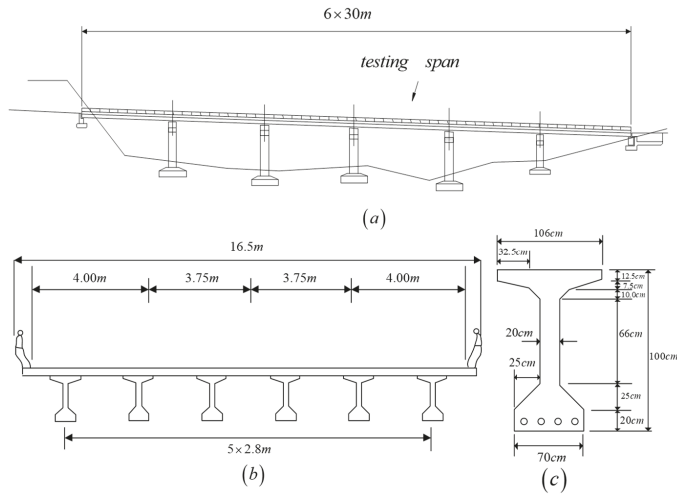 6×30m
testing span
(a)
16.5m
4.00m 3.75m 3.75m 4.00m
5×2.8m
(b)
106cm
32.5cm
12.5cm
7.5cm
10.0cm
20cm
66cm
100cm
25cm
25cm
20cm
70cm
(c)